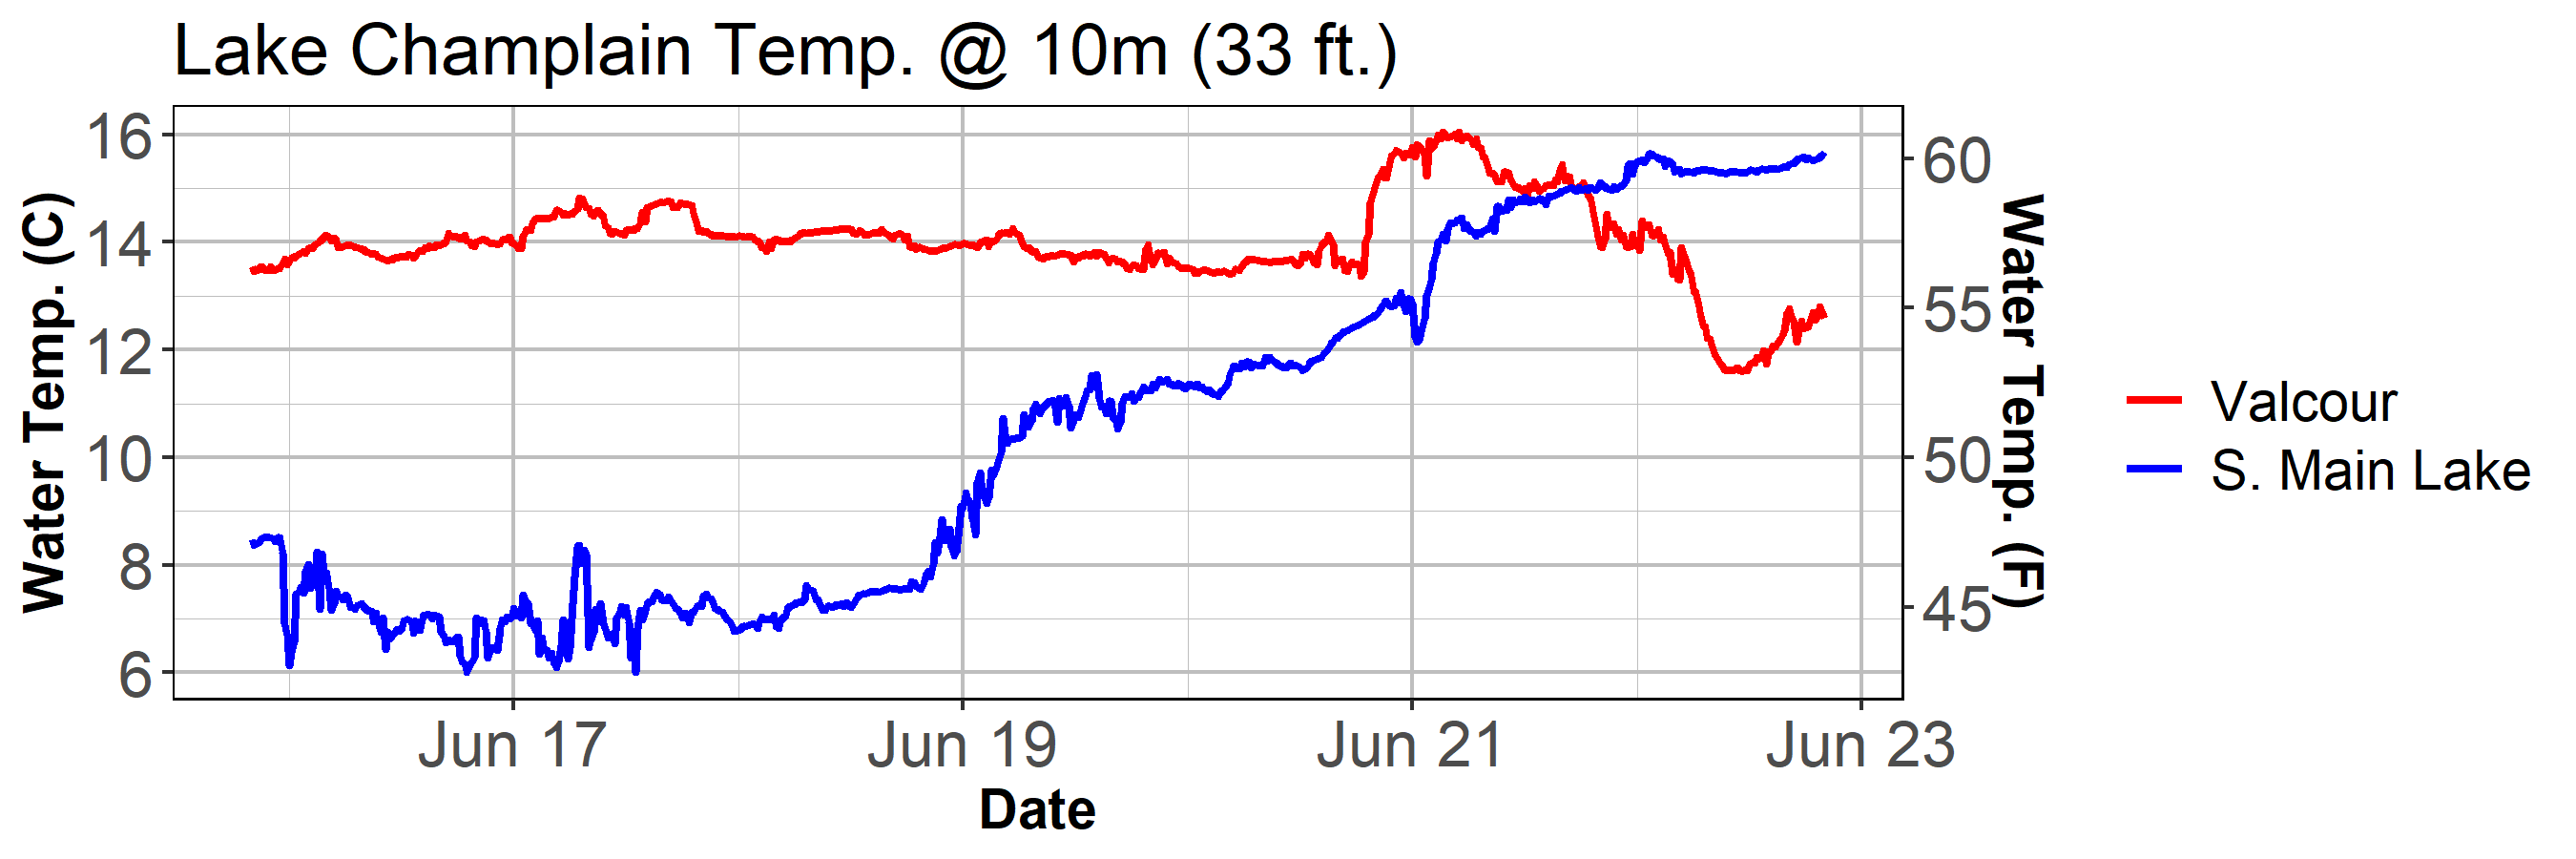 Lake Champlain Temp. @ 10m (33 ft.)
Water Temp. (C)
16
14
12
10
8
6
60
55
50
45
Water Temp. (F)
Valcour
S. Main Lake
Jun 17
Jun 19
Jun 21
Jun 23
Date